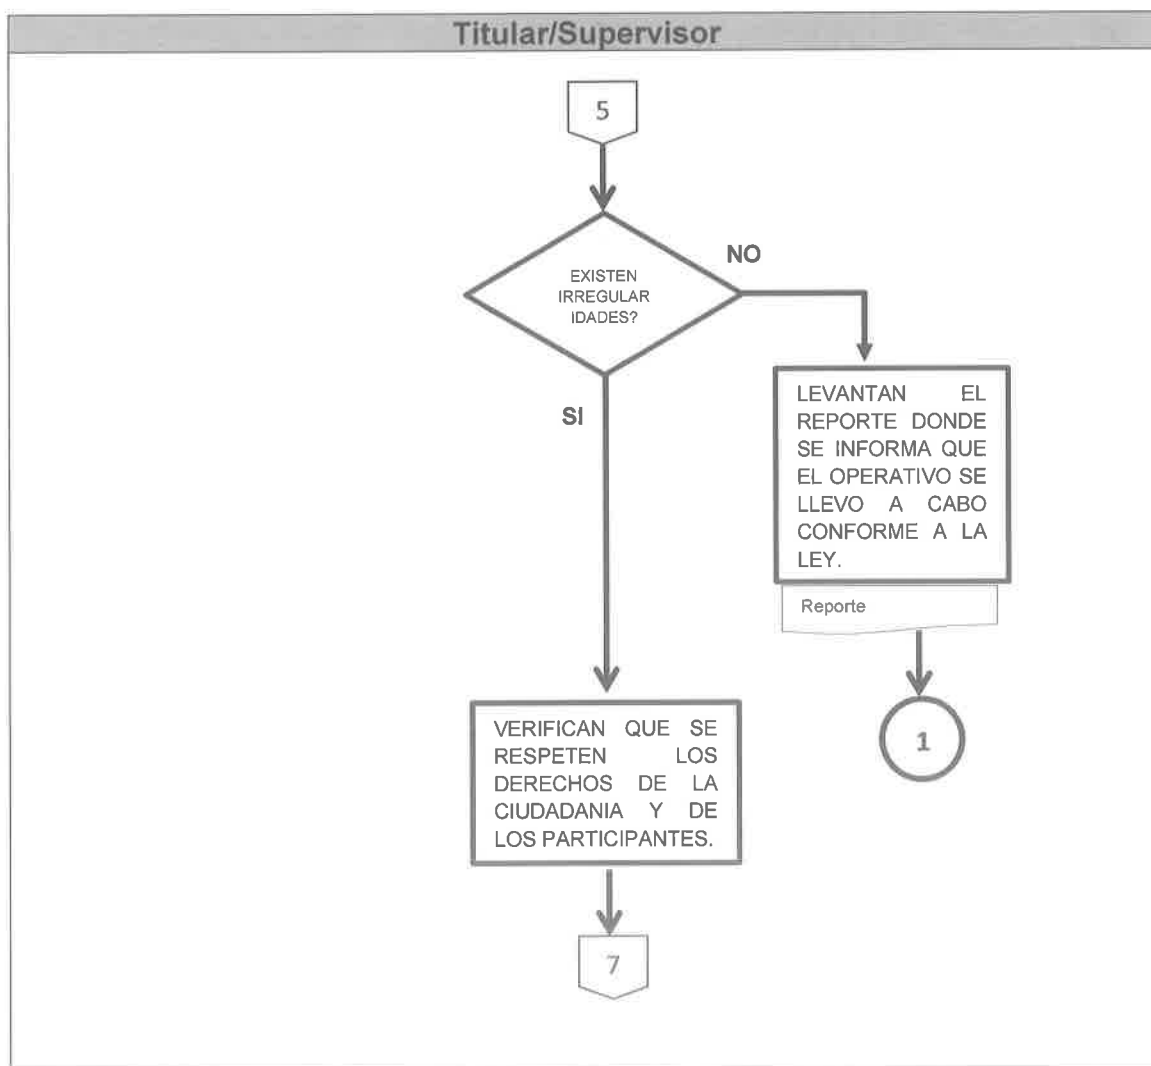 Titular/Supervisor
5
EXISTEN
IRREGULAR
IDADES?
NO
SI
LEVANTAN EL
REPORTE DONDE
SE INFORMA QUE
EL OPERATIVO SE
LLEVO A CABO
CONFORME A LA
LEY.
Reporte
1
VERIFICAN QUE SE
RESPETEN LOS
DERECHOS DE LA
CIUDADANIA Y DE
LOS PARTICIPANTES.
7